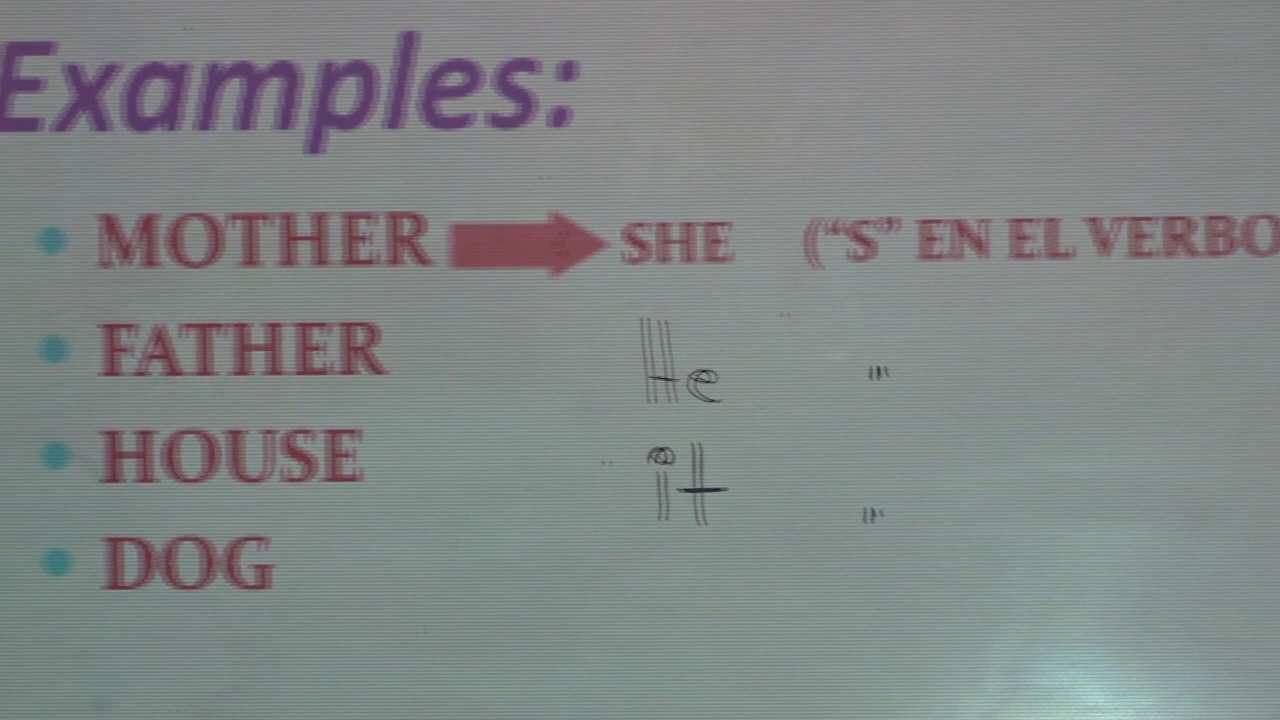 Examples:
• MOTHER SHE (“S” EN EL VERBO
• FATHER He "
• HOUSE it "
• DOG